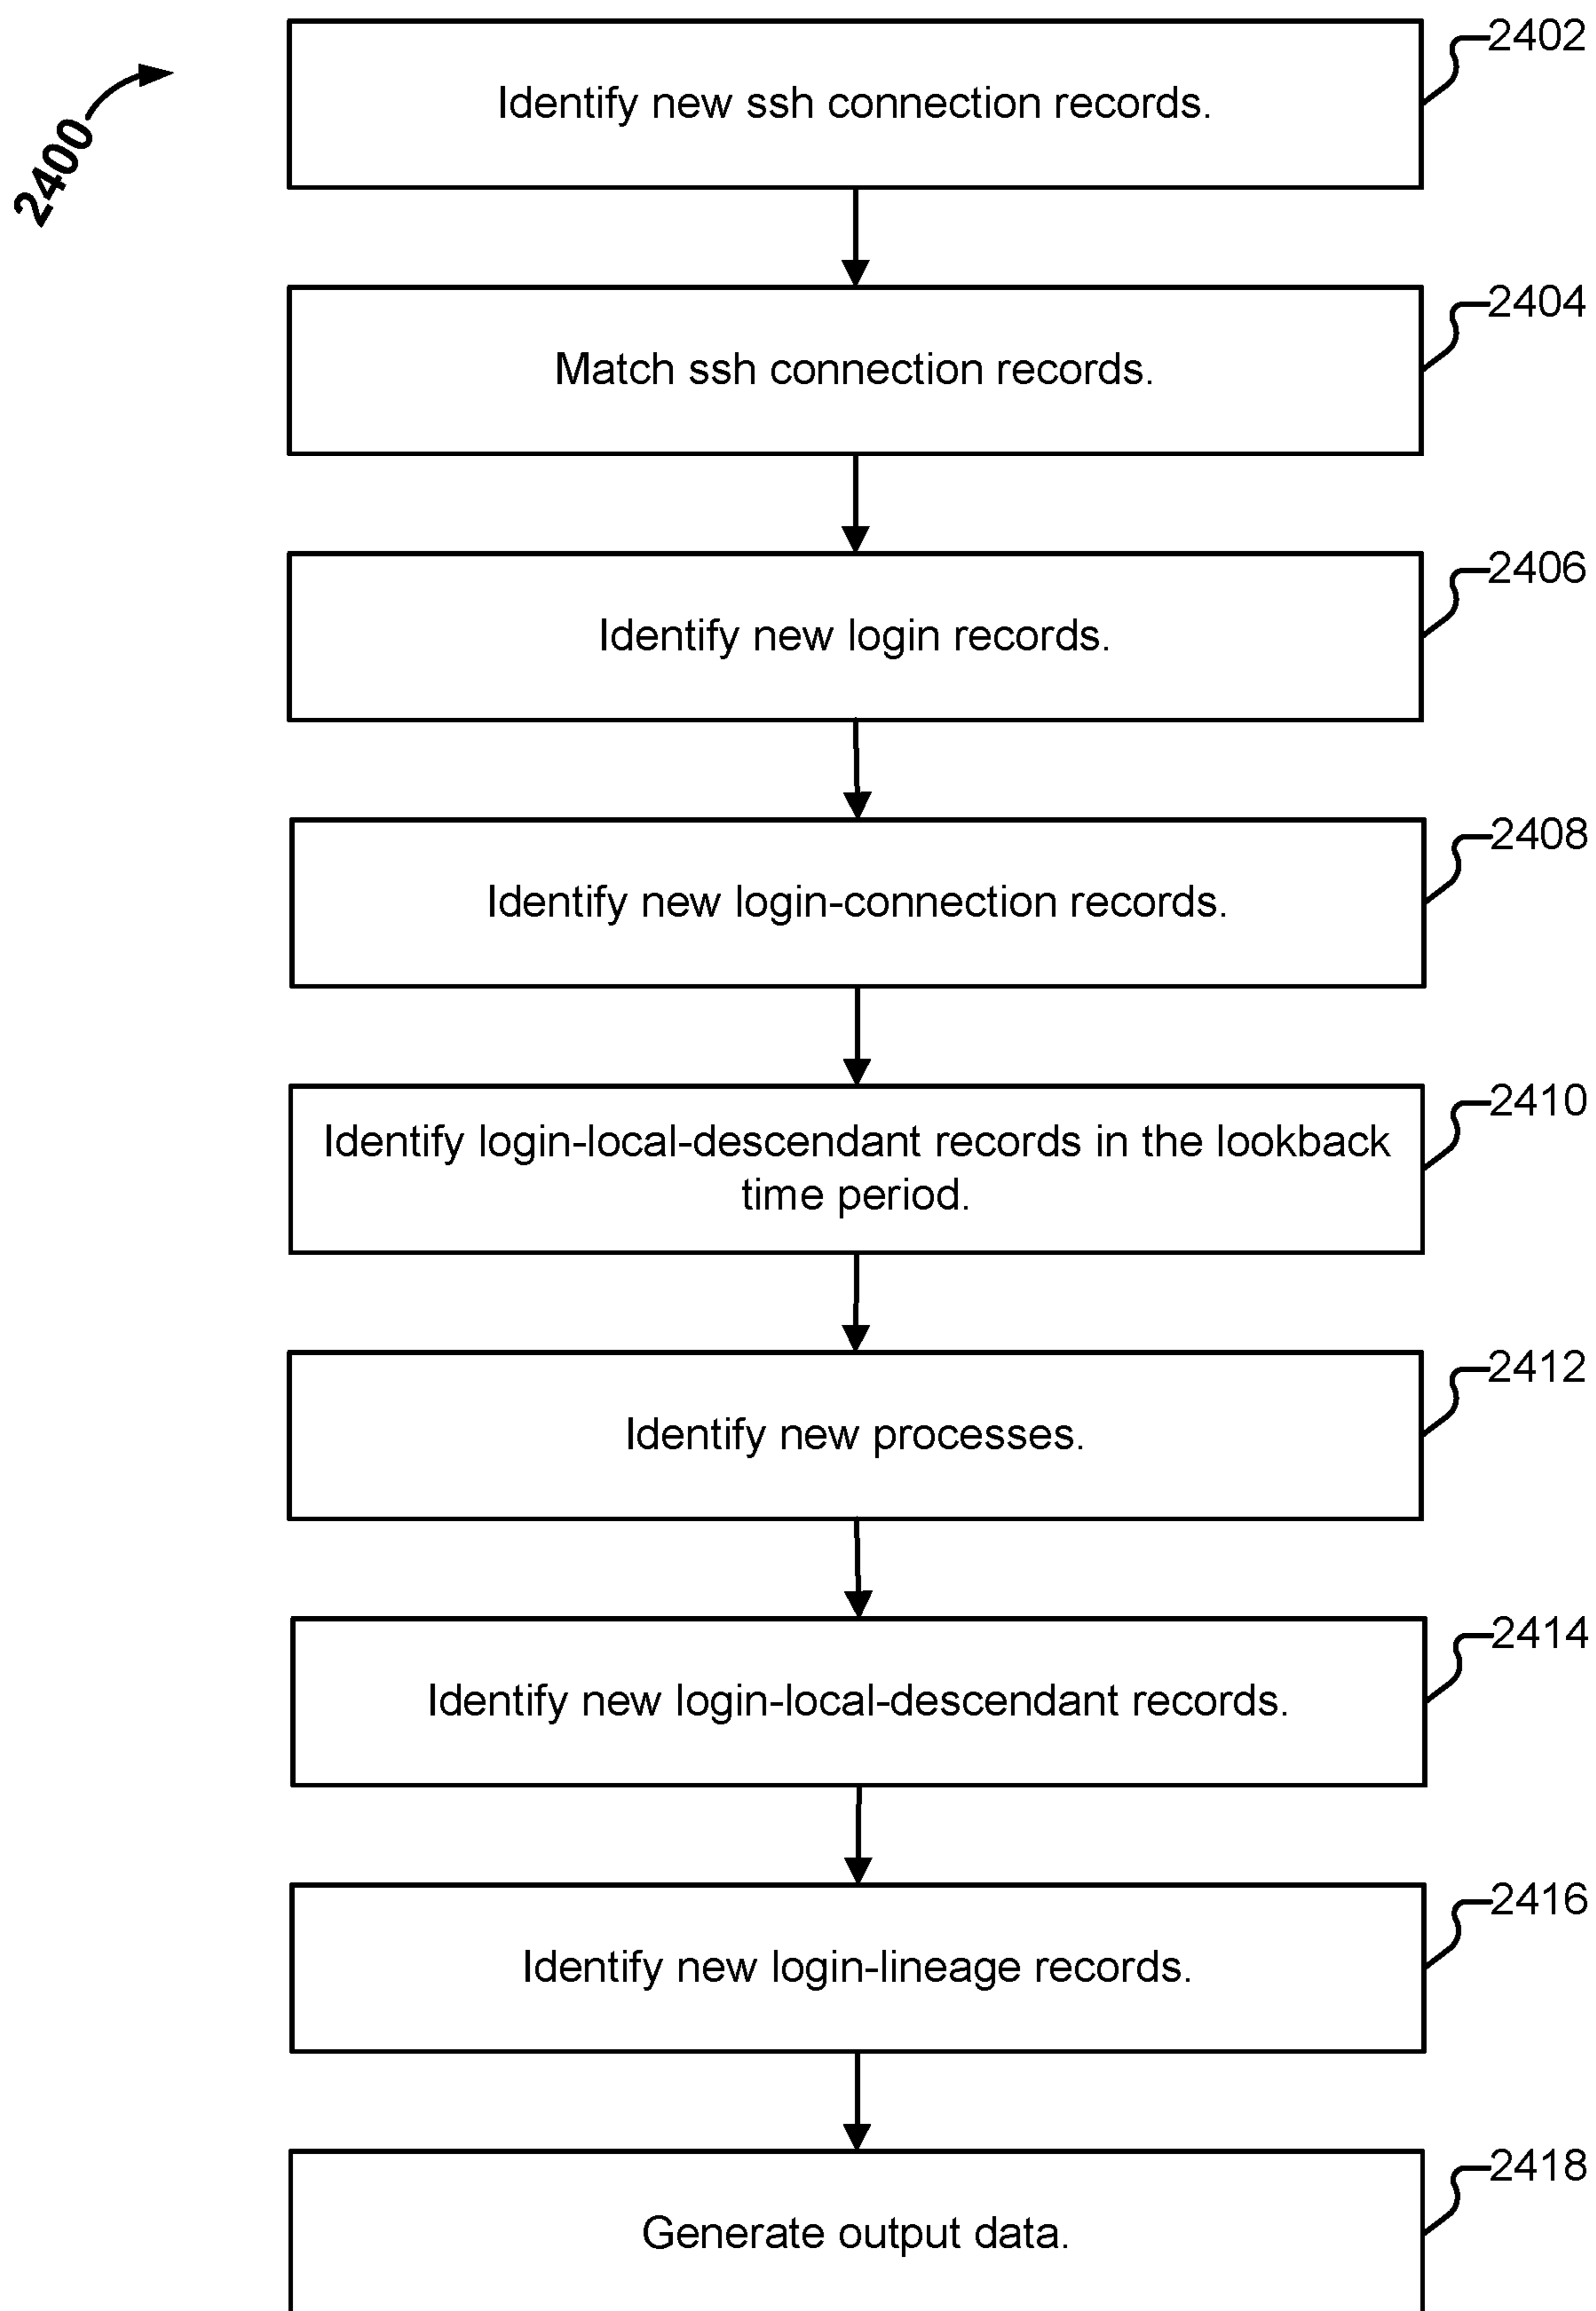 2400
2402
Identify new ssh connection records.
2404
Match ssh connection records.
2406
Identify new login records.
2408
Identify new login-connection records.
2410
Identify login-local-descendant records in the lookback
time period.
2412
Identify new processes.
2414
Identify new login-local-descendant records.
2416
Identify new login-lineage records.
2418
Generate output data.